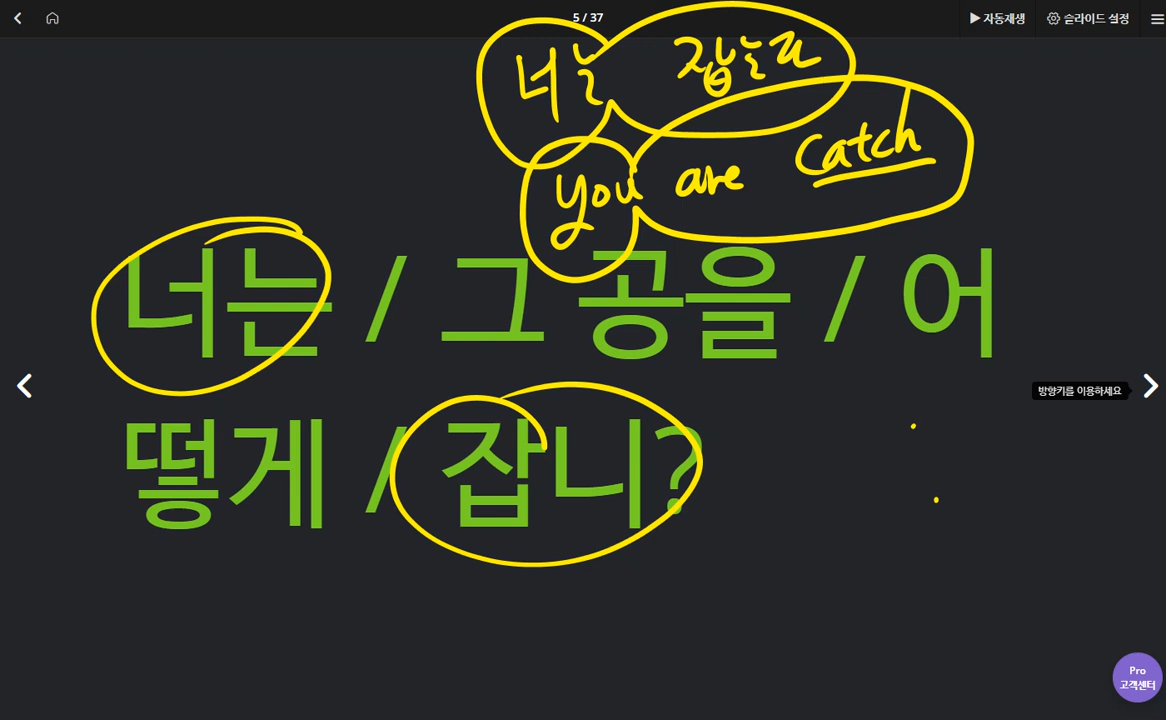 5 / 37
▶ 자동재생
슬라이드 설정
너는 잡는다
you are catch
너는 / 그 공을 / 어
떻게 / 잡니?
방향키를 이용하세요
Pro
고객센터